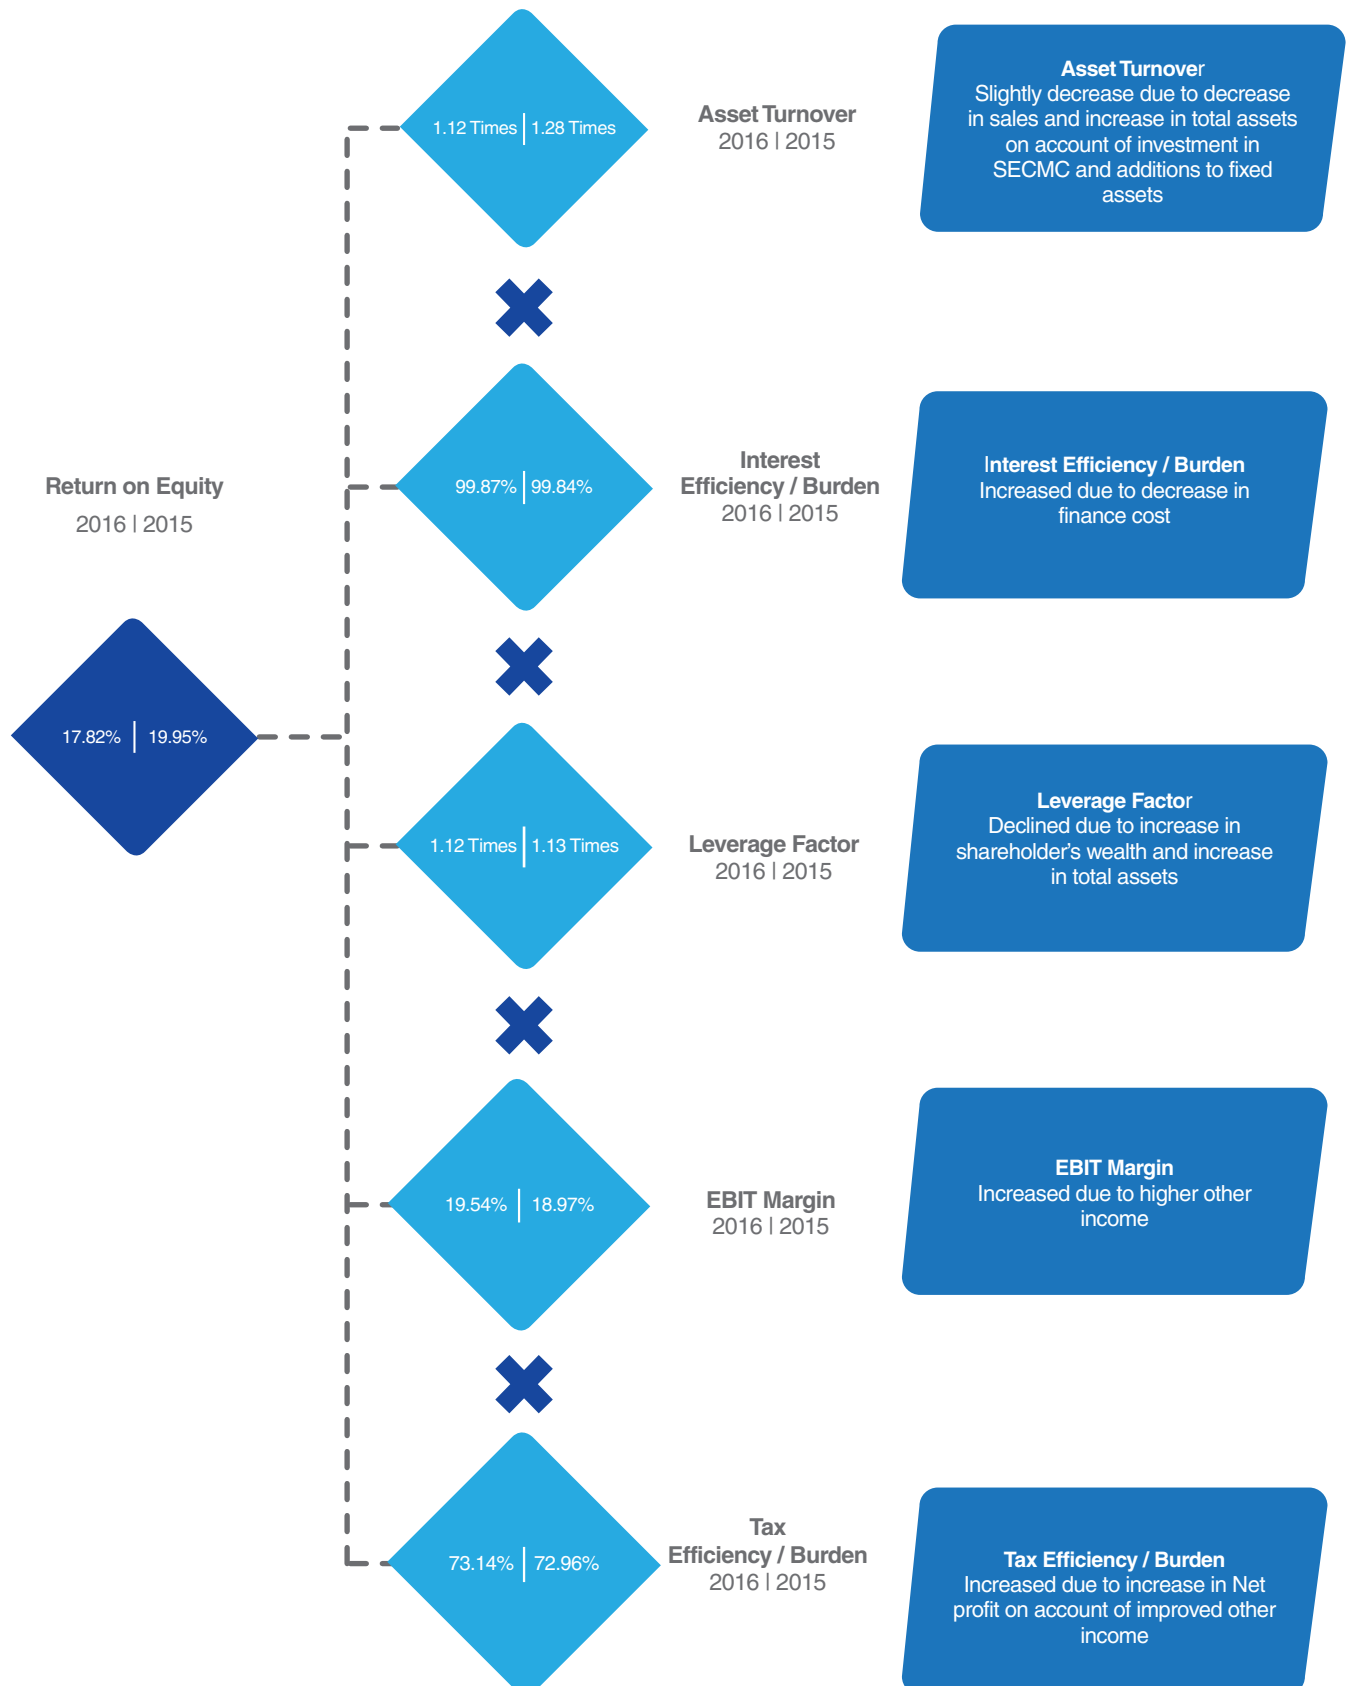 1.12 Times | 1.28 Times
Asset Turnover
2016 | 2015
Asset Turnover
Slightly decrease due to decrease
in sales and increase in total assets
on account of investment in
SECMC and additions to fixed
assets
Return on Equity
2016 | 2015
17.82% | 19.95%
99.87% | 99.84%
Interest
Efficiency / Burden
2016 | 2015
Interest Efficiency / Burden
Increased due to decrease in
finance cost
1.12 Times | 1.13 Times
Leverage Factor
2016 | 2015
Leverage Factor
Declined due to increase in
shareholder’s wealth and increase
in total assets
19.54% | 18.97%
EBIT Margin
2016 | 2015
EBIT Margin
Increased due to higher other
income
73.14% | 72.96%
Tax
Efficiency / Burden
2016 | 2015
Tax Efficiency / Burden
Increased due to increase in Net
profit on account of improved other
income